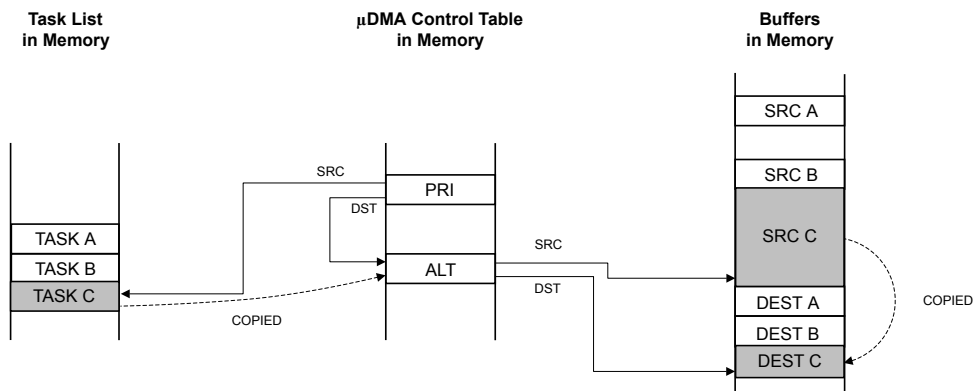 Task List
in Memory
µDMA Control Table
in Memory
Buffers
in Memory
SRC A
SRC B
SRC C
DEST A
DEST B
DEST C
SRC
PRI
DST
ALT
SRC
DST
TASK A
TASK B
TASK C
COPIED
COPIED